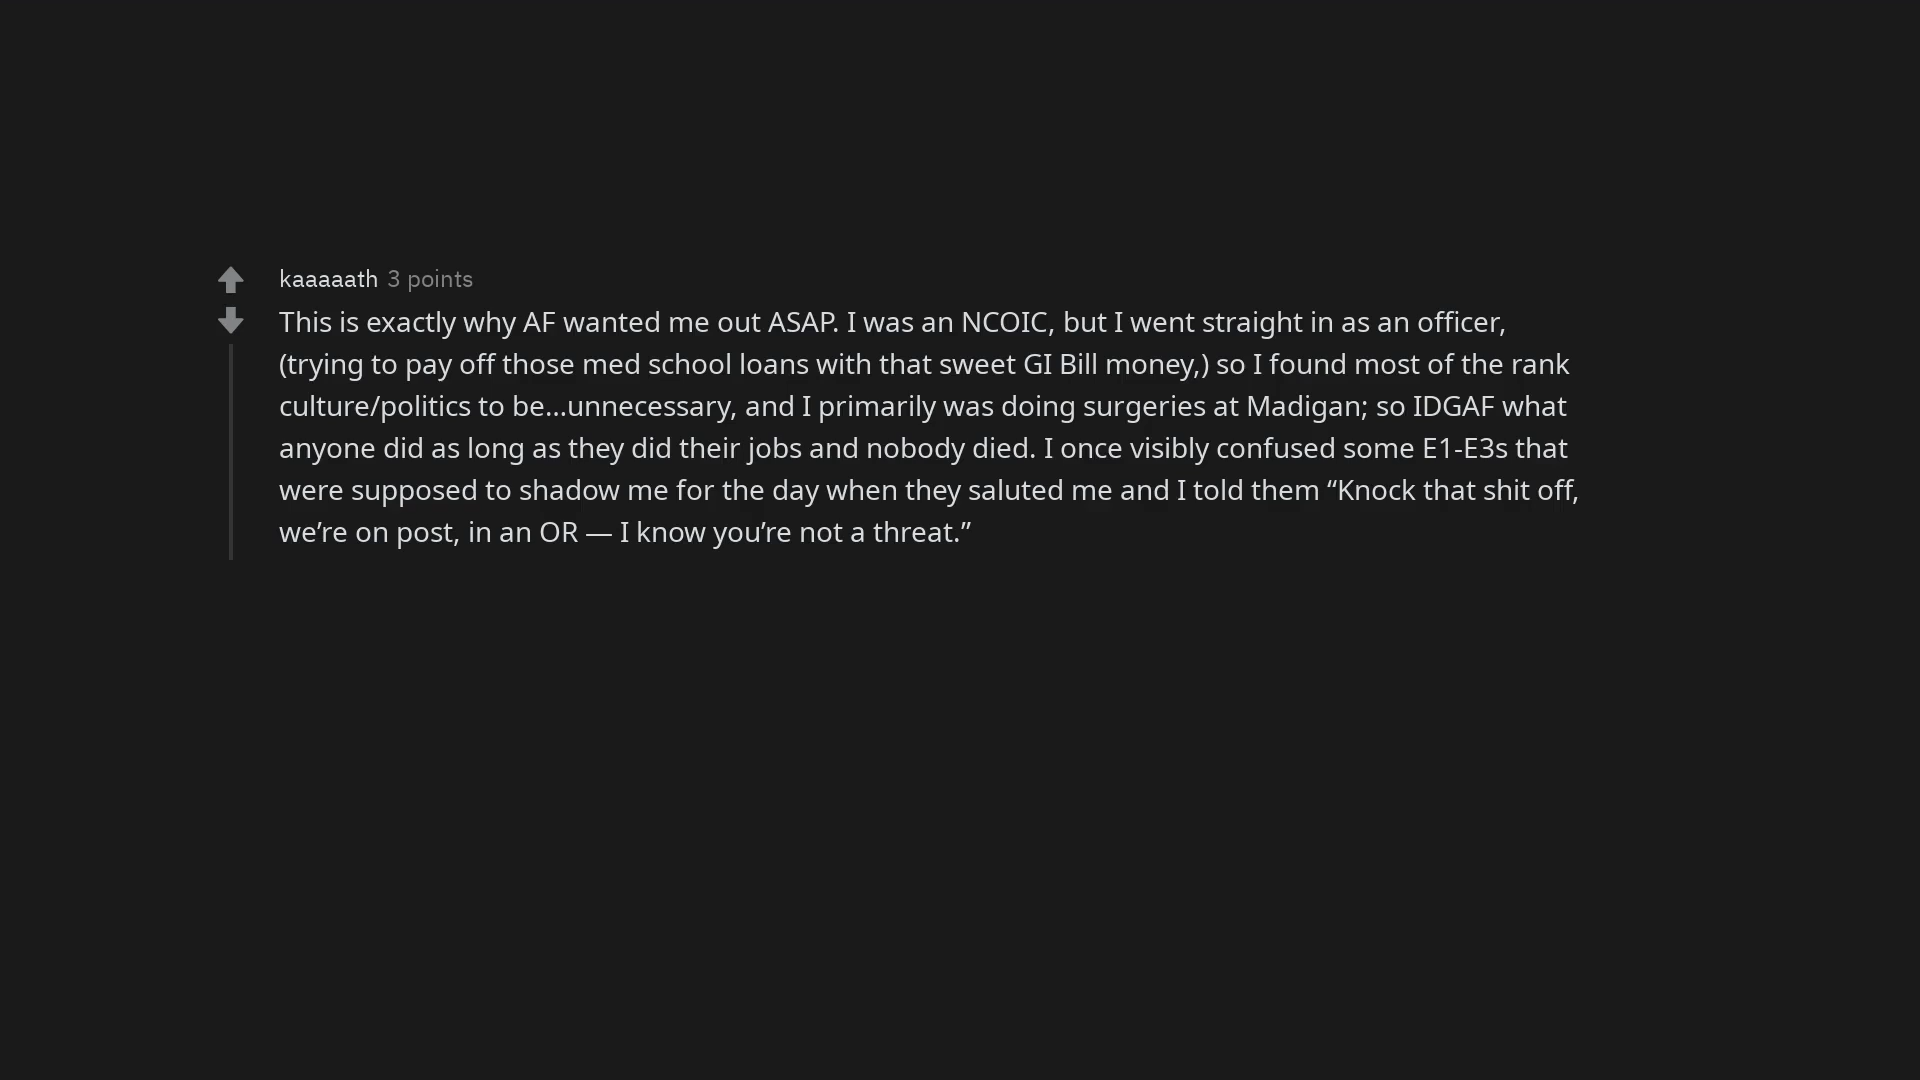 kaaaaath 3 points
This is exactly why AF wanted me out ASAP. I was an NCOIC, but I went straight in as an officer,
(trying to pay off those med school loans with that sweet GI Bill money,) so I found most of the rank
culture/politics to be...unnecessary, and I primarily was doing surgeries at Madigan; so IDGAF what
anyone did as long as they did their jobs and nobody died. I once visibly confused some E1-E3s that
were supposed to shadow me for the day when they saluted me and I told them “Knock that shit off,
we’re on post, in an OR — I know you’re not a threat.”